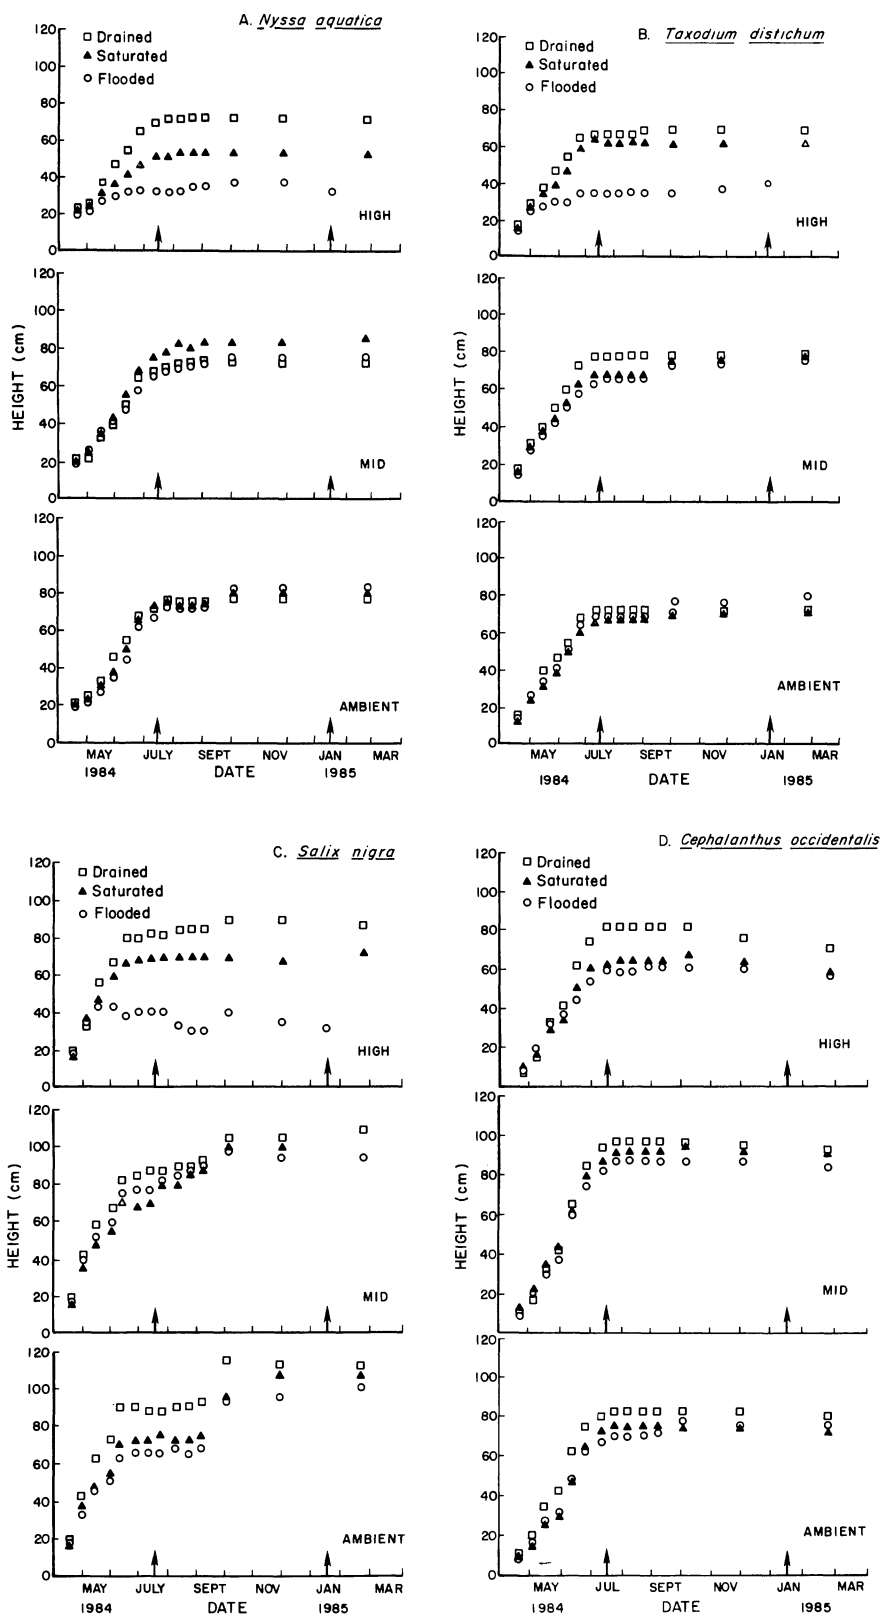 A. Nyssa aquatica
120
□ Drained
100
▲ Saturated
○ Flooded
80
60
40
20
HIGH
0
120
100
80
60
40
20
MID
0
HEIGHT (cm)
120
100
80
60
40
20
AMBIENT
0
MAY JULY SEPT NOV JAN MAR
1984 DATE 1985
B. Taxodium distichum
120
□ Drained
▲ Saturated
100
○ Flooded
80
60
40
20
HIGH
0
120
100
80
60
40
20
MID
0
HEIGHT (cm)
120
100
80
60
40
20
AMBIENT
0
MAY JULY SEPT NOV JAN MAR
1984 DATE 1985
C. Salix nigra
120
□ Drained
▲ Saturated
100
○ Flooded
80
60
40
20
HIGH
0
120
100
80
60
40
20
MID
0
HEIGHT (cm)
120
100
80
60
40
20
AMBIENT
0
MAY JULY SEPT NOV JAN MAR
1984 DATE 1985
D. Cephalanthus occidentalis
120
□ Drained
▲ Saturated
100
○ Flooded
80
60
40
20
HIGH
0
120
100
80
60
40
20
MID
0
HEIGHT (cm)
120
100
80
60
40
20
AMBIENT
0
MAY JUL SEPT NOV JAN MAR
1984 DATE 1985